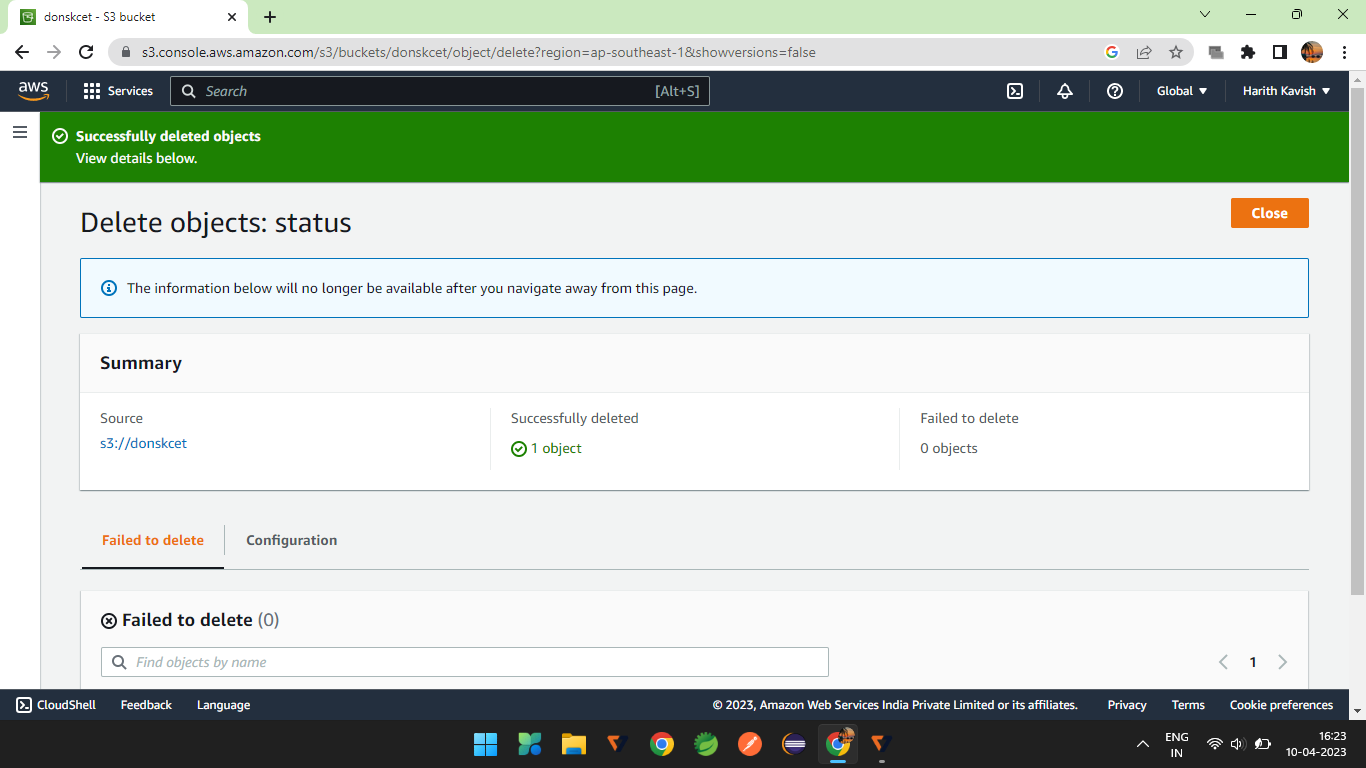 donskcet - S3 bucket
s3.console.aws.amazon.com/s3/buckets/donskcet/object/delete?region=ap-southeast-1&showversions=false
aws
Services
Search
[Alt+S]
Global
Harith Kavish
Successfully deleted objects
View details below.
Delete objects: status
Close
The information below will no longer be available after you navigate away from this page.
Summary
Source
s3://donskcet
Successfully deleted
1 object
Failed to delete
0 objects
Failed to delete
Configuration
Failed to delete (0)
Find objects by name
1
CloudShell
Feedback
Language
© 2023, Amazon Web Services India Private Limited or its affiliates.
Privacy
Terms
Cookie preferences
ENG
IN
16:23
10-04-2023